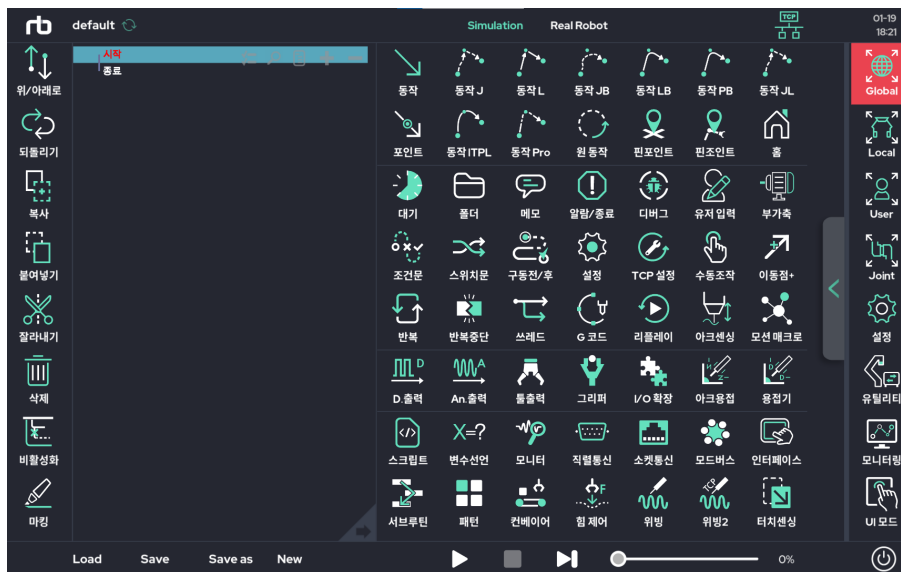 rb default Simulation Real Robot TCP 01-19
18:21
시작
종료
위/아래로
되돌리기
복사
붙여넣기
잘라내기
삭제
비활성화
마킹
동작 동작 J 동작 L 동작 JB 동작 LB 동작 PB 동작 JL
포인트 동작 ITPL 동작 Pro 원 동작 핀포인트 핀조인트 홈
대기 폴더 메모 알람/종료 디버그 유저 입력 부가축
조건문 스위치문 구동전/후 설정 TCP 설정 수동조작 이동점+
반복 반복중단 쓰레드 G 코드 리플레이 아크센싱 모션 매크로
D A
D.출력 An.출력 툴출력 그리퍼 I/O 확장 아크용접 용접기
</> X=?
스크립트 변수선언 모니터 직렬통신 소켓통신 모드버스 인터페이스
F TCP
서브루틴 패턴 컨베이어 힘 제어 위빙 위빙2 터치센싱
Global
Local
User
Joint
설정
유틸리티
모니터링
UI 모드
Load Save Save as New 0%